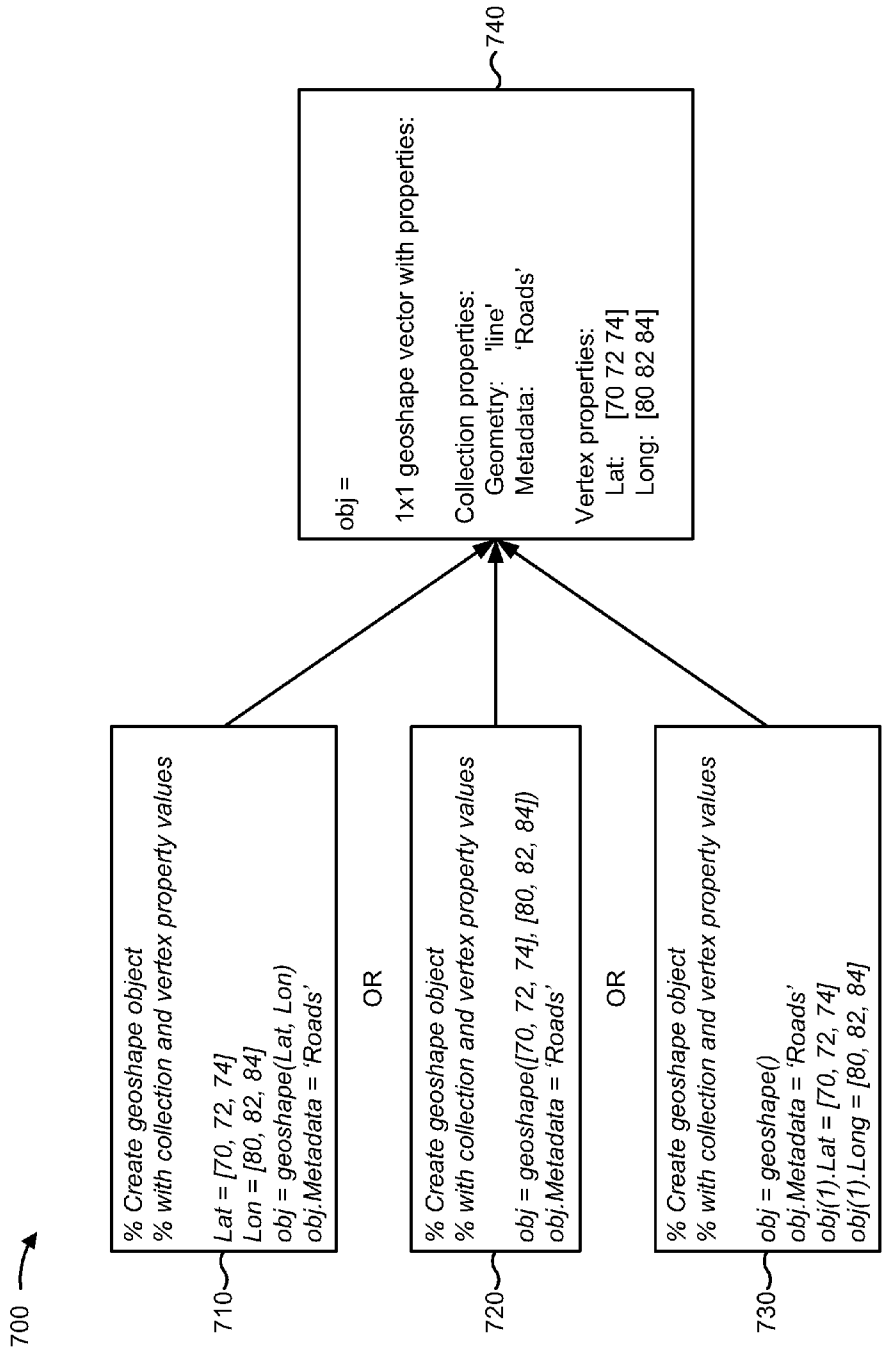 700
% Create geoshape object
% with collection and vertex property values
Lat = [70, 72, 74]
Lon = [80, 82, 84]
obj = geoshape(Lat, Lon)
obj.Metadata = ‘Roads’
710
OR
% Create geoshape object
% with collection and vertex property values
obj = geoshape([70, 72, 74], [80, 82, 84])
obj.Metadata = ‘Roads’
720
OR
% Create geoshape object
% with collection and vertex property values
obj = geoshape()
obj.Metadata = ‘Roads’
obj(1).Lat = [70, 72, 74]
obj(1).Long = [80, 82, 84]
730
obj =
1x1 geoshape vector with properties:
Collection properties:
Geometry: 'line'
Metadata: ‘Roads’
Vertex properties:
Lat: [70 72 74]
Long: [80 82 84]
740